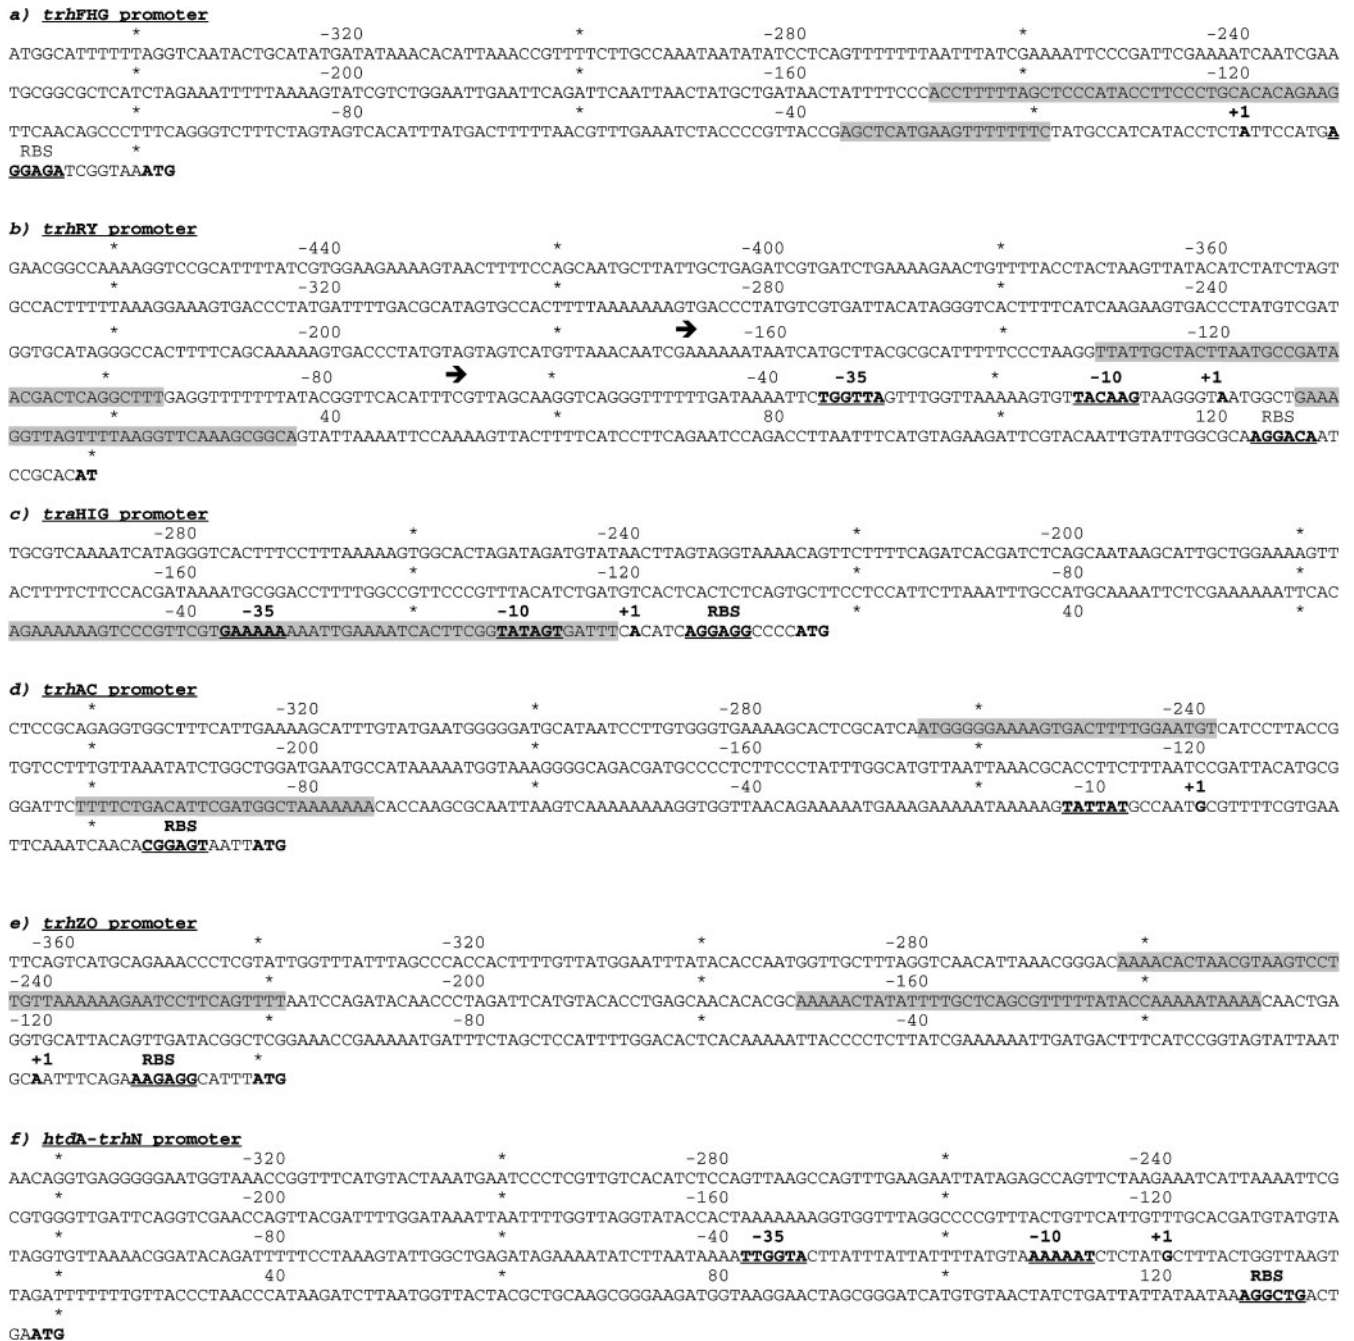 a) trhFHG promoter
* -320 * -280 * -240
ATGGCATTTTTTAGGTCAATACTGCATATGATATAAACACATTAAACCGTTTTCTTGCCAAATAATATATCCTCAGTTTTTTTAATTTATCGAAAATTCCCGATTCGAAAATCAATCGAA
* -200 * -160 * -120
TGCGGCGCTCATCTAGAAATTTTTAAAAGTATCGTCTGGAATTGAATTCAGATTCAATTAACTATGCTGATAACTATTTTCCCACCTTTTTAGCTCCCATACCTTCCCTGCACACAGAAG
* -80 * -40 * +1
TTCAACAGCCCTTTCAGGGTCTTTCTAGTAGTCACATTTATGACTTTTTAACGTTTGAAATCTACCCCGTTACCGAGCTCATGAAGTTTTTTTCTATGCCATCATACCTCTATTCCATGA
RBS *
GGAGATCGGTAAATG
b) trhRY promoter
* -440 * -400 * -360
GAACGGCCAAAAGGTCCGCATTTTATCGTGGAAGAAAAGTAACTTTTCCAGCAATGCTTATTGCTGAGATCGTGATCTGAAAAGAACTGTTTTACCTACTAAGTTATACATCTATCTAGT
* -320 * -280 * -240
GCCACTTTTTAAAGGAAAGTGACCCTATGATTTTGACGCATAGTGCCACTTTTAAAAAAAGTGACCCTATGTCGTGATTACATAGGGTCACTTTTCATCAAGAAGTGACCCTATGTCGAT
* -200 * ➔ -160 * -120
GGTGCATAGGGCCACTTTTCAGCAAAAAGTGACCCTATGTAGTAGTCATGTTAAACAATCGAAAAAATAATCATGCTTACGCGCATTTTTCCCTAAGGTTATTGCTACTTAATGCCGATA
* -80 ➔ * -40 -35 * -10 +1
ACGACTCAGGCTTTGAGGTTTTTTTATACGGTTCACATTTCGTTAGCAAGGTCAGGGTTTTTTGATAAAATTCTGGTTAGTTTGGTTAAAAAGTGTTACAAGTAAGGGTAATGGCTGAAA
* 40 * 80 * 120 RBS
GGTTAGTTTTAAGGTTCAAAGCGGCAGTATTAAAATTCCAAAAGTTACTTTTCATCCTTCAGAATCCAGACCTTAATTTCATGTAGAAGATTCGTACAATTGTATTGGCGCAAGGACAAT
*
CCGCACAT
c) traHIG promoter
-280 * -240 * -200 *
TGCGTCAAAATCATAGGGTCACTTTCCTTTAAAAAGTGGCACTAGATAGATGTATAACTTAGTAGGTAAAACAGTTCTTTTCAGATCACGATCTCAGCAATAAGCATTGCTGGAAAAGTT
-160 * -120 * -80 *
ACTTTTCTTCCACGATAAAATGCGGACCTTTTGGCCGTTCCCGTTTACATCTGATGTCACTCACTCTCAGTGCTTCCTCCATTCTTAAATTTGCCATGCAAAATTCTCGAAAAAATTCAC
-40 -35 * -10 +1 RBS * 40 *
AGAAAAAAGTCCCGTTCGTGAAAAAAAATTGAAAATCACTTCGGTATAGTGATTTCACATCAGGAGGCCCCATG
d) trhAC promoter
* -320 * -280 * -240
CTCCGCAGAGGTGGCTTTCATTGAAAAGCATTTGTATGAATGGGGGATGCATAATCCTTGTGGGTGAAAAGCACTCGCATCAATGGGGGAAAAGTGACTTTTGGAATGTCATCCTTACCG
* -200 * -160 * -120
TGTCCTTTGTTAAATATCTGGCTGGATGAATGCCATAAAAATGGTAAAGGGGCAGACGATGCCCCTCTTCCCTATTTGGCATGTTAATTAAACGCACCTTCTTTAATCCGATTACATGCG
* -80 * -40 * -10 +1
GGATTCTTTTCTGACATTCGATGGCTAAAAAAACACCAAGCGCAATTAAGTCAAAAAAAAGGTGGTTAACAGAAAAATGAAAGAAAAATAAAAAGTATTATGCCAATGCGTTTTCGTGAA
* RBS
TTCAAATCAACACGGAGTAATTATG
e) trhZO promoter
-360 * -320 * -280 *
TTCAGTCATGCAGAAACCCTCGTATTGGTTTATTTAGCCCACCACTTTTGTTATGGAATTTATACACCAATGGTTGCTTTAGGTCAACATTAAACGGGACAAAACACTAACGTAAGTCCT
-240 * -200 * -160 *
TGTTAAAAAAGAATCCTTCAGTTTTAATCCAGATACAACCCTAGATTCATGTACACCTGAGCAACACACGCAAAAACTATATTTTGCTCAGCGTTTTTATACCAAAAATAAAACAACTGA
-120 * -80 * -40 *
GGTGCATTACAGTTGATACGGCTCGGAAACCGAAAAATGATTTCTAGCTCCATTTTGGACACTCACAAAAATTACCCCTCTTATCGAAAAAATTGATGACTTTCATCCGGTAGTATTAAT
+1 RBS *
GCAATTTCAGAAAGAGGCATTTATG
f) htdA-trhN promoter
* -320 * -280 * -240
AACAGGTGAGGGGGAATGGTAAACCGGTTTCATGTACTAAATGAATCCCTCGTTGTCACATCTCCAGTTAAGCCAGTTTGAAGAATTATAGAGCCAGTTCTAAGAAATCATTAAAATTCG
* -200 * -160 * -120
CGTGGGTTGATTCAGGTCGAACCAGTTACGATTTTGGATAAATTAATTTTGGTTAGGTATACCACTAAAAAAAGGTGGTTTAGGCCCCGTTTACTGTTCATTGTTTGCACGATGTATGTA
* -80 * -40 -35 * -10 +1
TAGGTGTTAAAACGGATACAGATTTTTCCTAAAGTATTGGCTGAGATAGAAAATATCTTAATAAAATTGGTACTTATTTATTATTTTATGTAAAAAATCTCTATGCTTTACTGGTTAAGT
* 40 * 80 * 120 RBS
TAGATTTTTTTGTTACCCTAACCCATAAGATCTTAATGGTTACTACGCTGCAAGCGGGAAGATGGTAAGGAACTAGCGGGATCATGTGTAACTATCTGATTATTATAATAAAGGCTGACT
*
GAATG